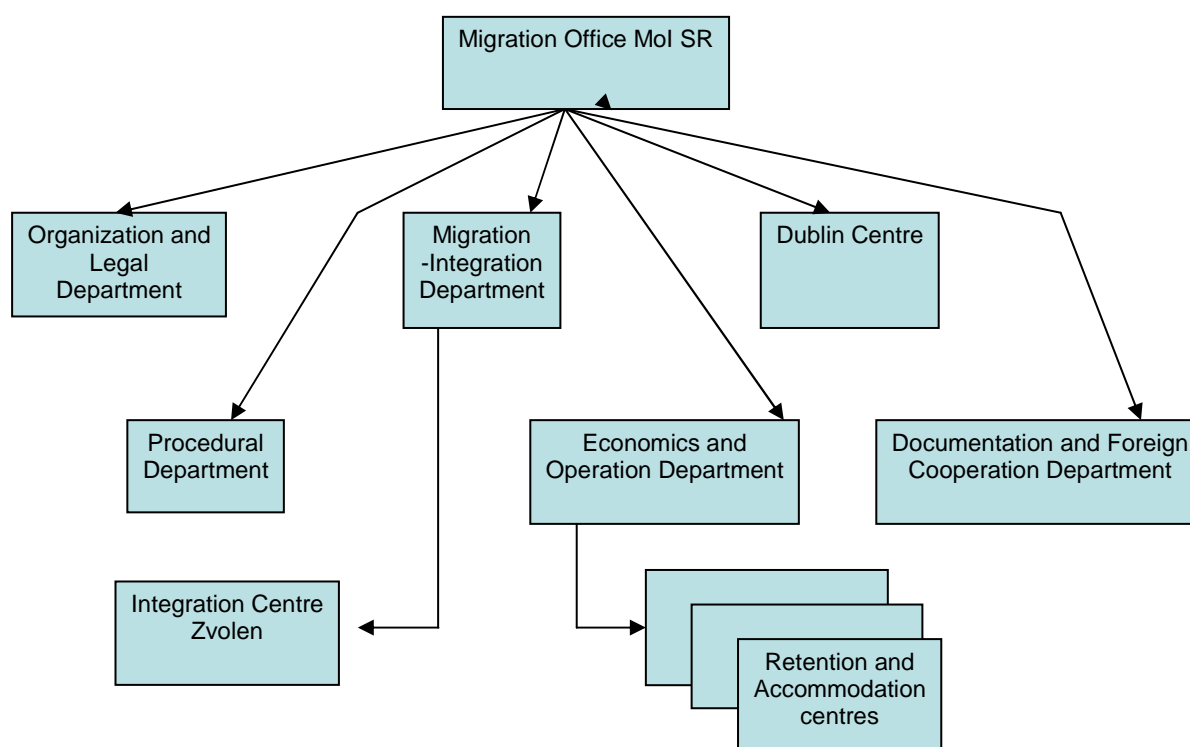 Migration Office MoI SR
Organization and
Legal
Department
Migration
-Integration
Department
Dublin Centre
Procedural
Department
Economics and
Operation Department
Documentation and Foreign
Cooperation Department
Integration Centre
Zvolen
Retention and
Accommodation
centres